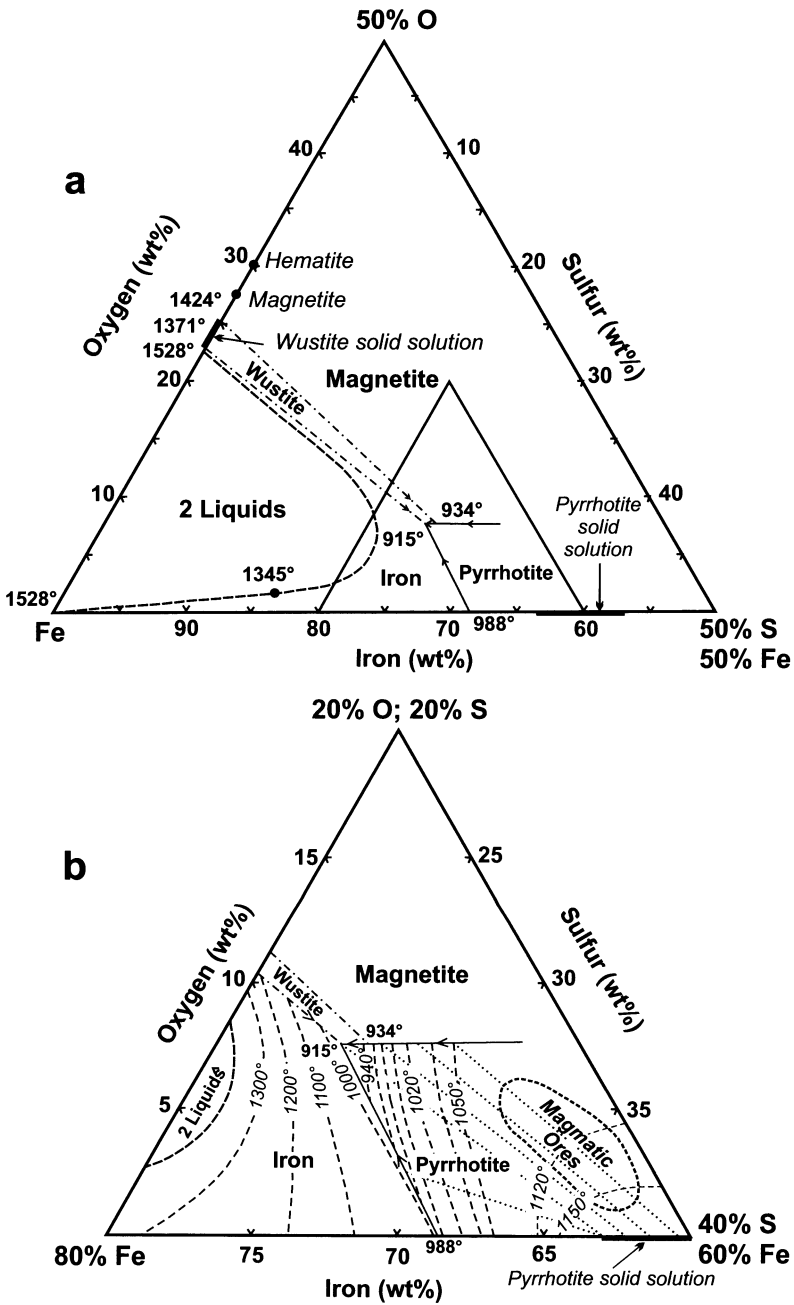 50% O
a
40
10
30
Hematite
20
Oxygen (wt%)
Sulfur (wt%)
1424°
Magnetite
1371°
Wustite solid solution
1528°
20
Wustite
Magnetite
30
10
2 Liquids
40
Pyrrhotite
solid
solution
934°
915°
1345°
Iron
Pyrrhotite
1528°
Fe
90
80
70
988°
60
50% S
50% Fe
Iron (wt%)
20% O; 20% S
b
15
25
Oxygen (wt%)
Sulfur (wt%)
10
Wustite
Magnetite
30
934°
915°
2 Liquids
1300°
1200°
1100°
1000°
940°
1020°
1050°
5
Magmatic
Ores
35
Iron
Pyrrhotite
1120°
1150°
40% S
80% Fe
75
70
988°
65
60% Fe
Iron (wt%)
Pyrrhotite solid solution